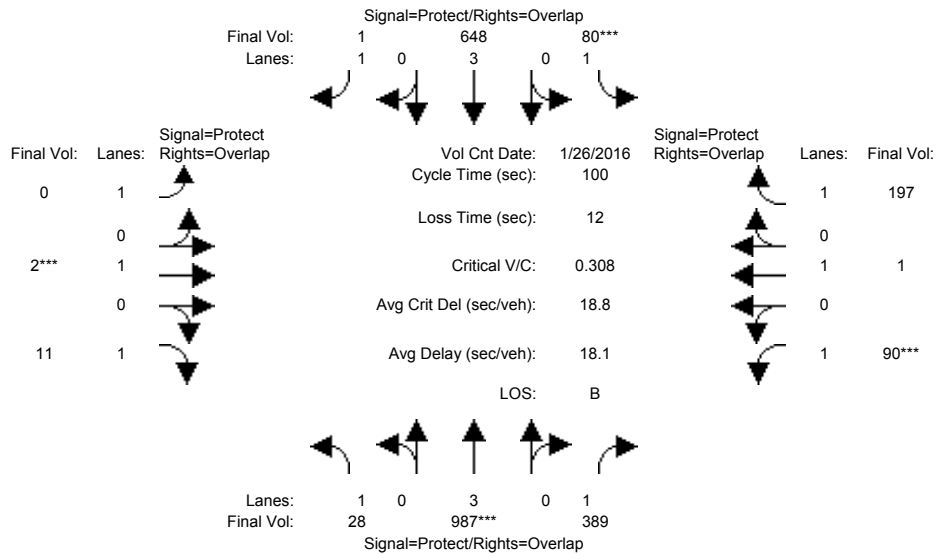 Signal=Protect/Rights=Overlap
Final Vol: 1 648 80***
Lanes: 1 0 3 0 1
Signal=Protect Signal=Protect
Final Vol: Lanes: Rights=Overlap Vol Cnt Date: 1/26/2016 Rights=Overlap Lanes: Final Vol:
Cycle Time (sec): 100
0 1 1 197
Loss Time (sec): 12
0 0
2*** 1 Critical V/C: 0.308 1 1
0 Avg Crit Del (sec/veh): 18.8 0
11 1 Avg Delay (sec/veh): 18.1 1 90***
LOS: B
Lanes: 1 0 3 0 1
Final Vol: 28 987*** 389
Signal=Protect/Rights=Overlap